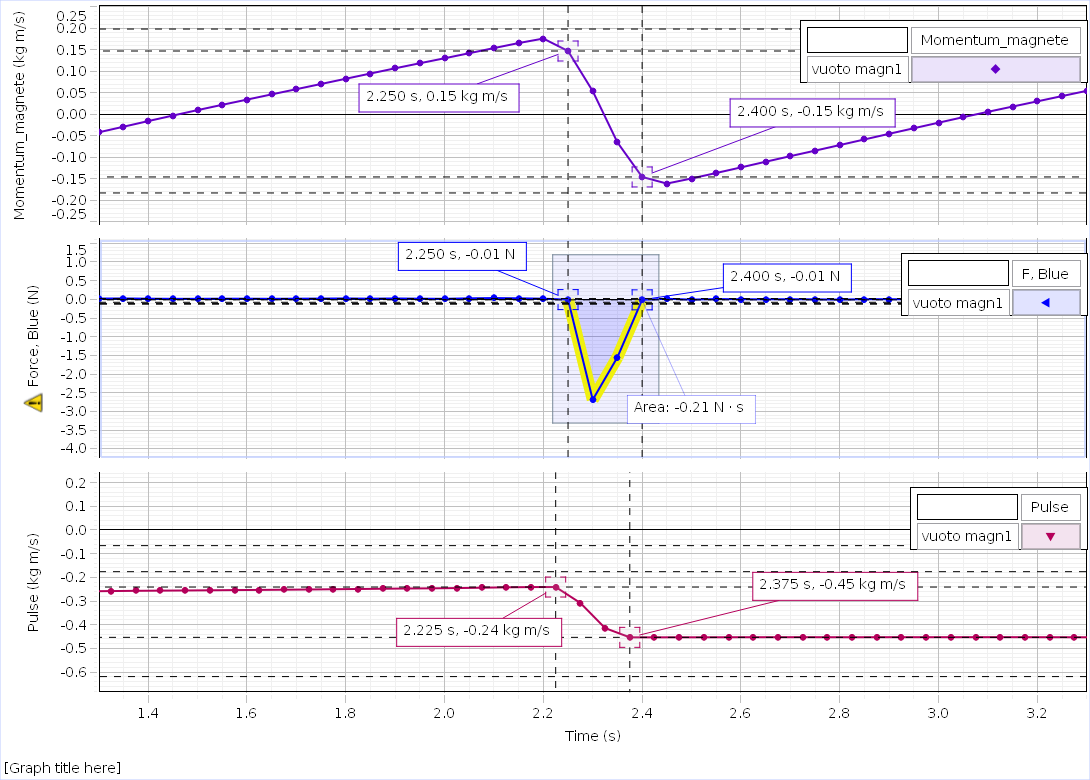 Momentum_magnete (kg m/s)
0.25
0.20
0.15
0.10
0.05
0.00
-0.05
-0.10
-0.15
-0.20
-0.25
2.250 s, 0.15 kg m/s
2.400 s, -0.15 kg m/s
Momentum_magnete
vuoto magn1
Force, Blue (N)
1.5
1.0
0.5
0.0
-0.5
-1.0
-1.5
-2.0
-2.5
-3.0
-3.5
-4.0
2.250 s, -0.01 N
2.400 s, -0.01 N
Area: -0.21 N · s
F, Blue
vuoto magn1
Pulse (kg m/s)
0.2
0.1
0.0
-0.1
-0.2
-0.3
-0.4
-0.5
-0.6
2.225 s, -0.24 kg m/s
2.375 s, -0.45 kg m/s
Pulse
vuoto magn1
1.4 1.6 1.8 2.0 2.2 2.4 2.6 2.8 3.0 3.2
Time (s)
[Graph title here]